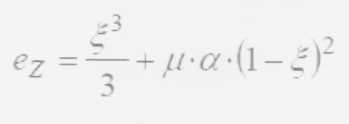 e_Z = ξ³/3 + μ·α·(1−ξ)²